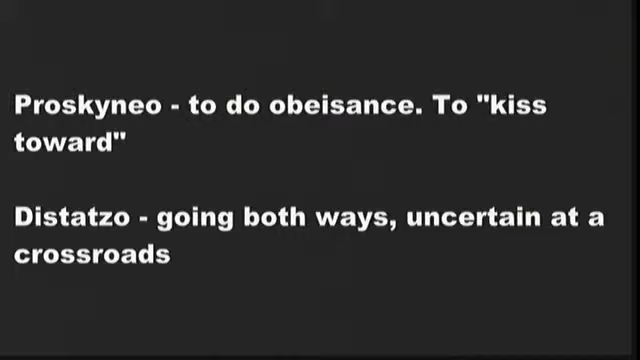 Proskyneo - to do obeisance. To "kiss
toward"
Distatzo - going both ways, uncertain at a
crossroads